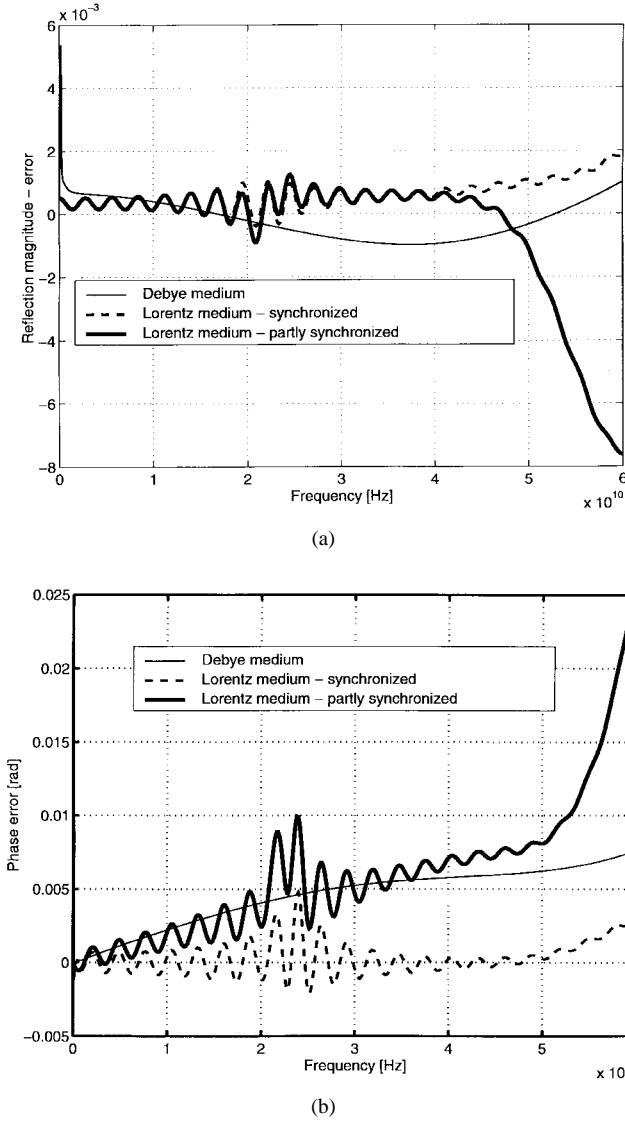 x 10⁻³
6
4
2
0
−2
−4
−6
−8
Reflection magnitude – error
Debye medium
Lorentz medium – synchronized
Lorentz medium – partly synchronized
0 1 2 3 4 5 6
Frequency [Hz]
x 10¹⁰
(a)
0.025
0.02
0.015
0.01
0.005
0
−0.005
Phase error [rad]
Debye medium
Lorentz medium – synchronized
Lorentz medium – partly synchronized
0 1 2 3 4 5
Frequency [Hz]
x 10
(b)